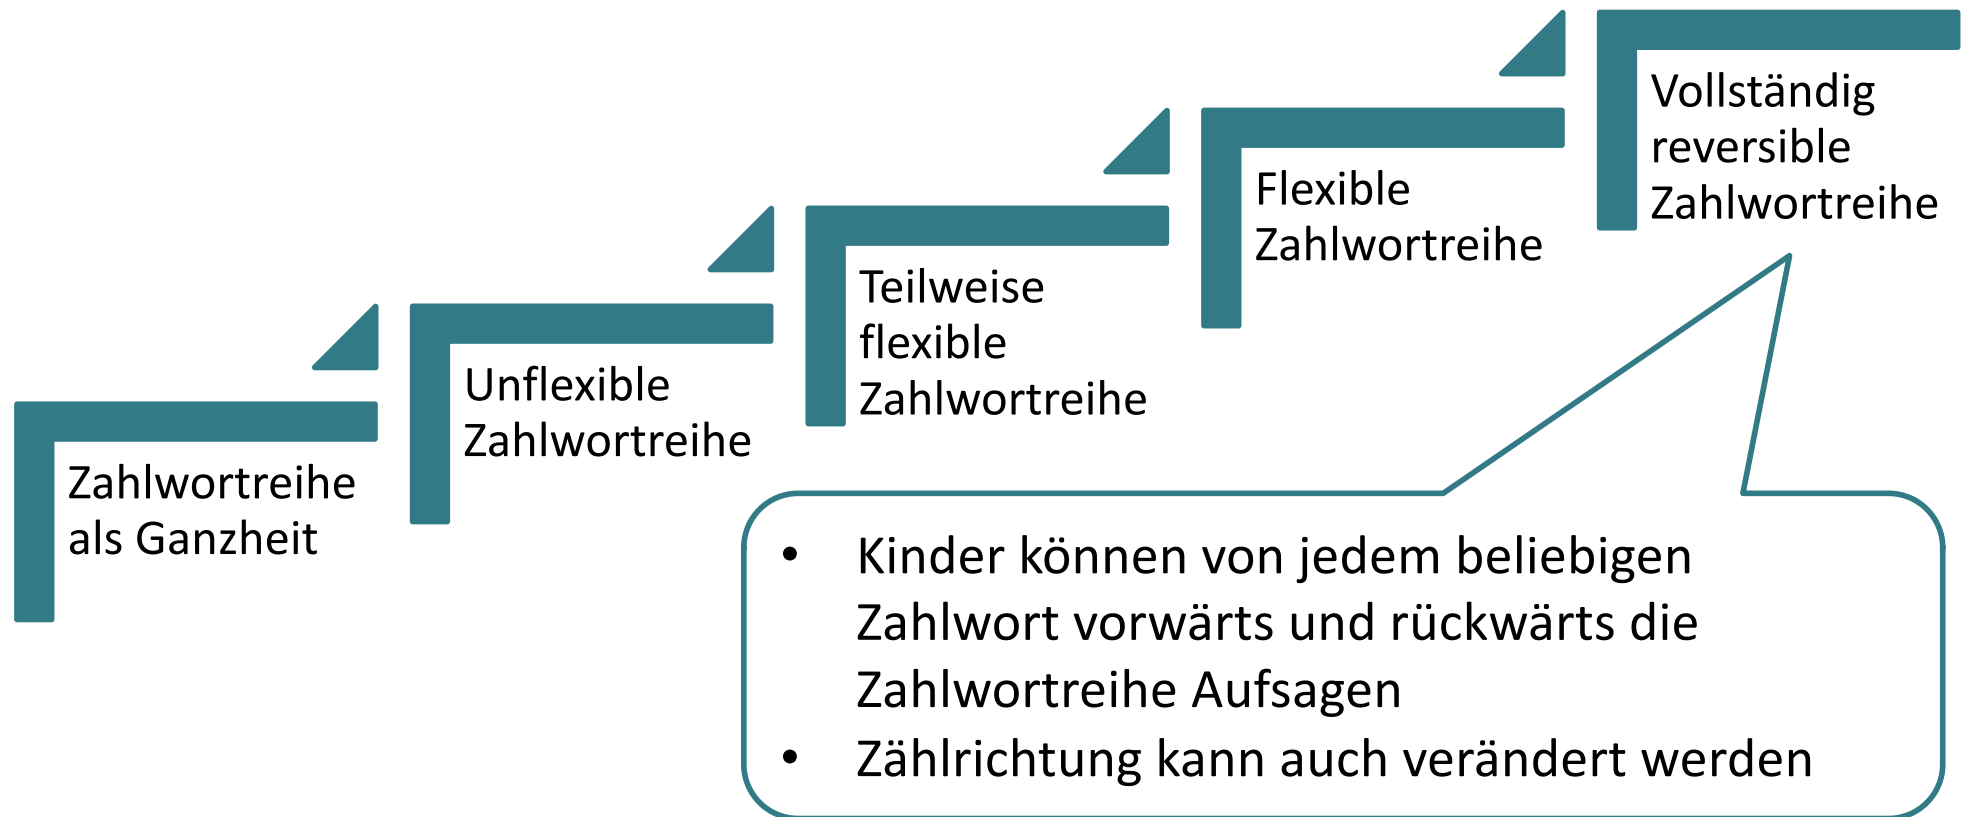 Zahlwortreihe
als Ganzheit
Unflexible
Zahlwortreihe
Teilweise
flexible
Zahlwortreihe
Flexible
Zahlwortreihe
Vollständig
reversible
Zahlwortreihe
• Kinder können von jedem beliebigen
Zahlwort vorwärts und rückwärts die
Zahlwortreihe Aufsagen
• Zählrichtung kann auch verändert werden